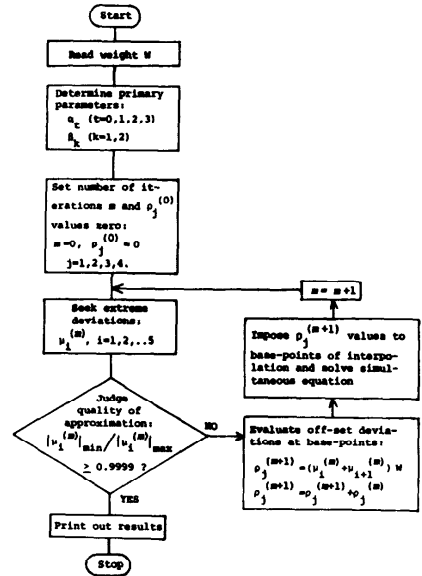 Start
Read weight W
Determine primary
parameters:
α_t (t=0,1,2,3)
β_k (k=1,2)
Set number of it-
erations m and ρ_j^(0)
values zero:
m=0, ρ_j^(0) = 0
j=1,2,3,4.
Seek extreme
deviations:
μ_i^(m), i=1,2,..5
Judge
quality of
approximation:
|μ_i^(m)|_min/|μ_i^(m)|_max
≥ 0.9999 ?
YES
Print out results
Stop
NO
Evaluate off-set devia-
tions at base-points:
ρ_j^(m+1) =(μ_i^(m)+μ_i+1^(m)) W
ρ_j^(m+1)=ρ_j^(m+1)+ρ_j^(m)
Impose ρ_j^(m+1) values to
base-points of interpo-
lation and solve simul-
taneous equation
m = m+1